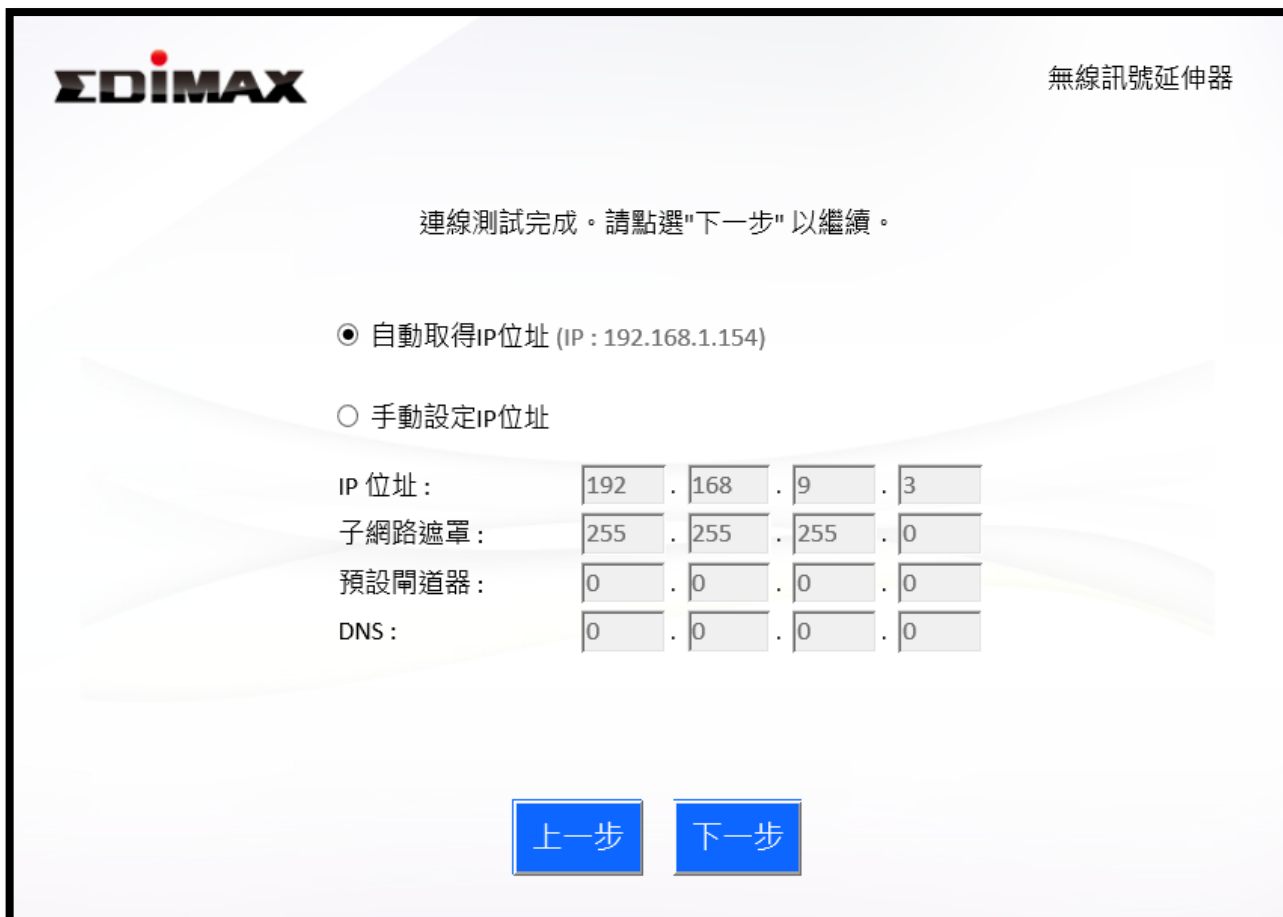 EDIMAX
無線訊號延伸器
連線測試完成。請點選"下一步" 以繼續。
自動取得IP位址 (IP : 192.168.1.154)
手動設定IP位址
IP 位址 : 192 . 168 . 9 . 3
子網路遮罩 : 255 . 255 . 255 . 0
預設閘道器 : 0 . 0 . 0 . 0
DNS : 0 . 0 . 0 . 0
上一步 下一步